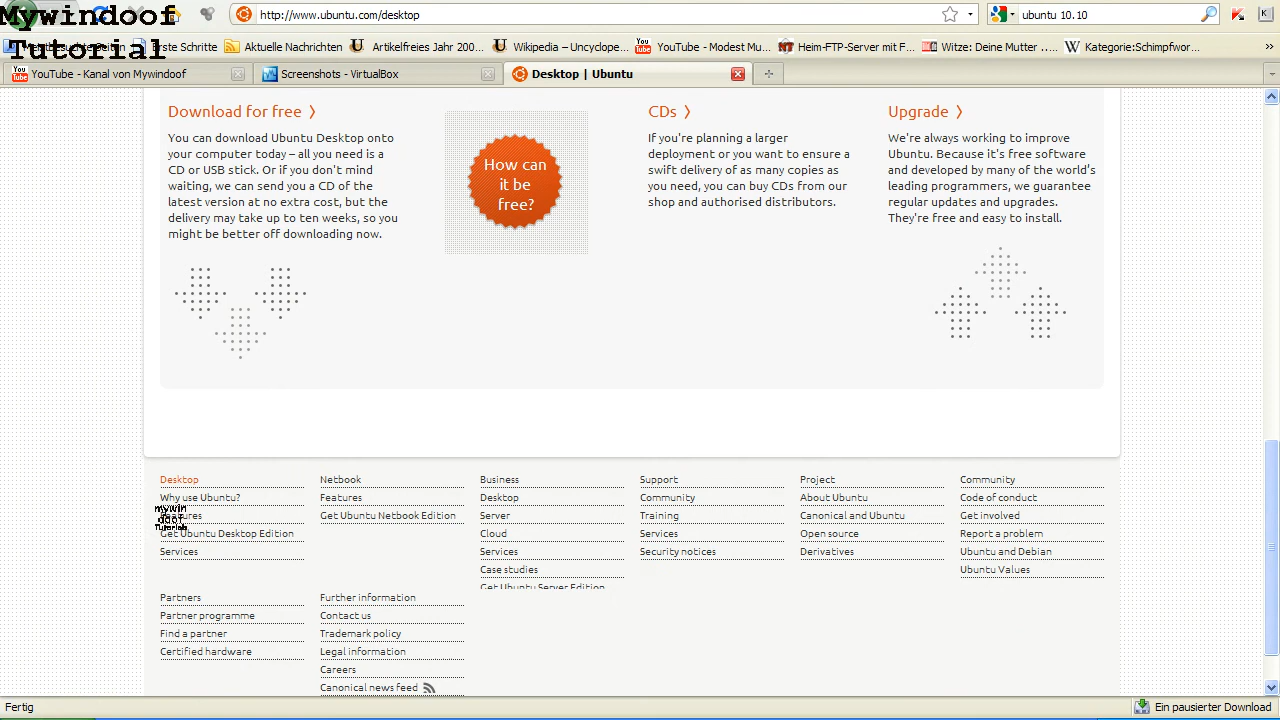 Mywindoof
Tutorial
http://www.ubuntu.com/desktop
ubuntu 10.10
Erste Schritte
Aktuelle Nachrichten
Artikelfreies Jahr 200...
Wikipedia – Uncyclope...
YouTube - Modest Mu...
Heim-FTP-Server mit F...
Witze: Deine Mutter ....
Kategorie:Schimpfwor...
YouTube - Kanal von Mywindoof
Screenshots - VirtualBox
Desktop | Ubuntu
Download for free ❯
You can download Ubuntu Desktop onto
your computer today – all you need is a
CD or USB stick. Or if you don't mind
waiting, we can send you a CD of the
latest version at no extra cost, but the
delivery may take up to ten weeks, so you
might be better off downloading now.
How can
it be
free?
CDs ❯
If you're planning a larger
deployment or you want to ensure a
swift delivery of as many copies as
you need, you can buy CDs from our
shop and authorised distributors.
Upgrade ❯
We're always working to improve
Ubuntu. Because it's free software
and developed by many of the world's
leading programmers, we guarantee
regular updates and upgrades.
They're free and easy to install.
Desktop
Why use Ubuntu?
mywin
doof
Tutorials
Get Ubuntu Desktop Edition
Services
Netbook
Features
Get Ubuntu Netbook Edition
Business
Desktop
Server
Cloud
Services
Case studies
Get Ubuntu Server Edition
Support
Community
Training
Services
Security notices
Project
About Ubuntu
Canonical and Ubuntu
Open source
Derivatives
Community
Code of conduct
Get involved
Report a problem
Ubuntu and Debian
Ubuntu Values
Partners
Partner programme
Find a partner
Certified hardware
Further information
Contact us
Trademark policy
Legal information
Careers
Canonical news feed
Fertig
Ein pausierter Download